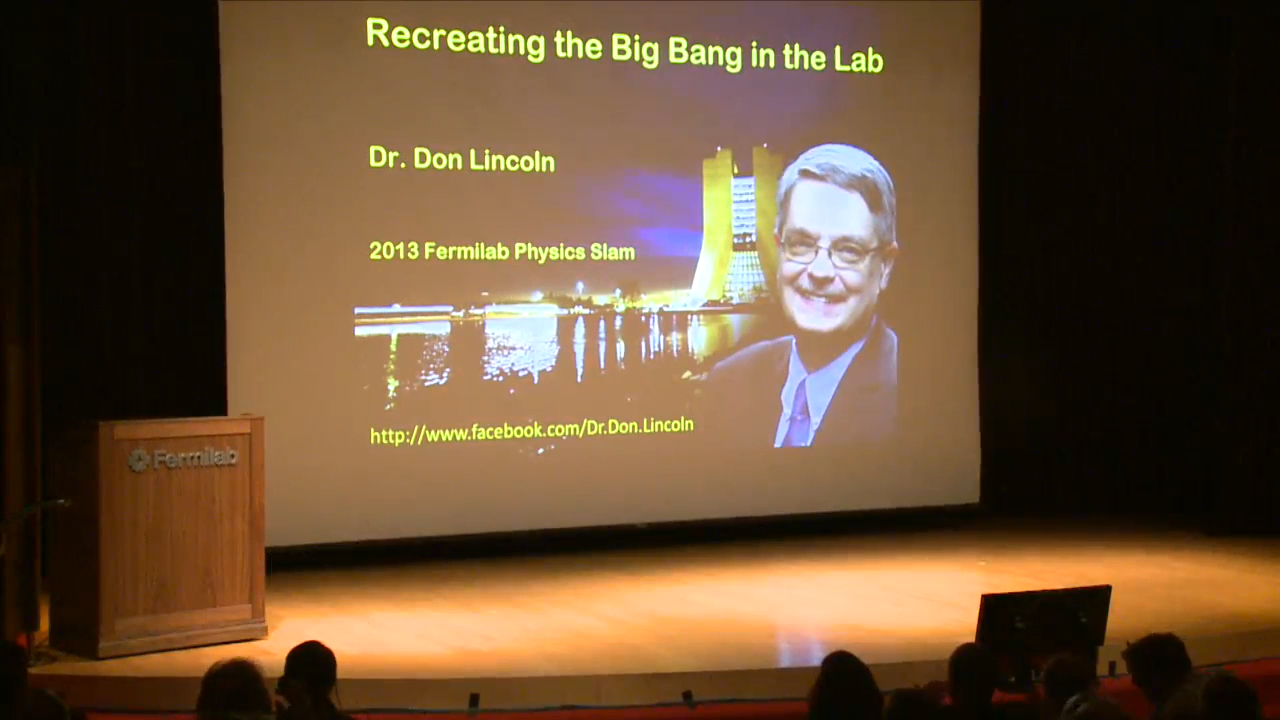 Recreating the Big Bang in the Lab
Dr. Don Lincoln
2013 Fermilab Physics Slam
http://www.facebook.com/Dr.Don.Lincoln
Fermilab